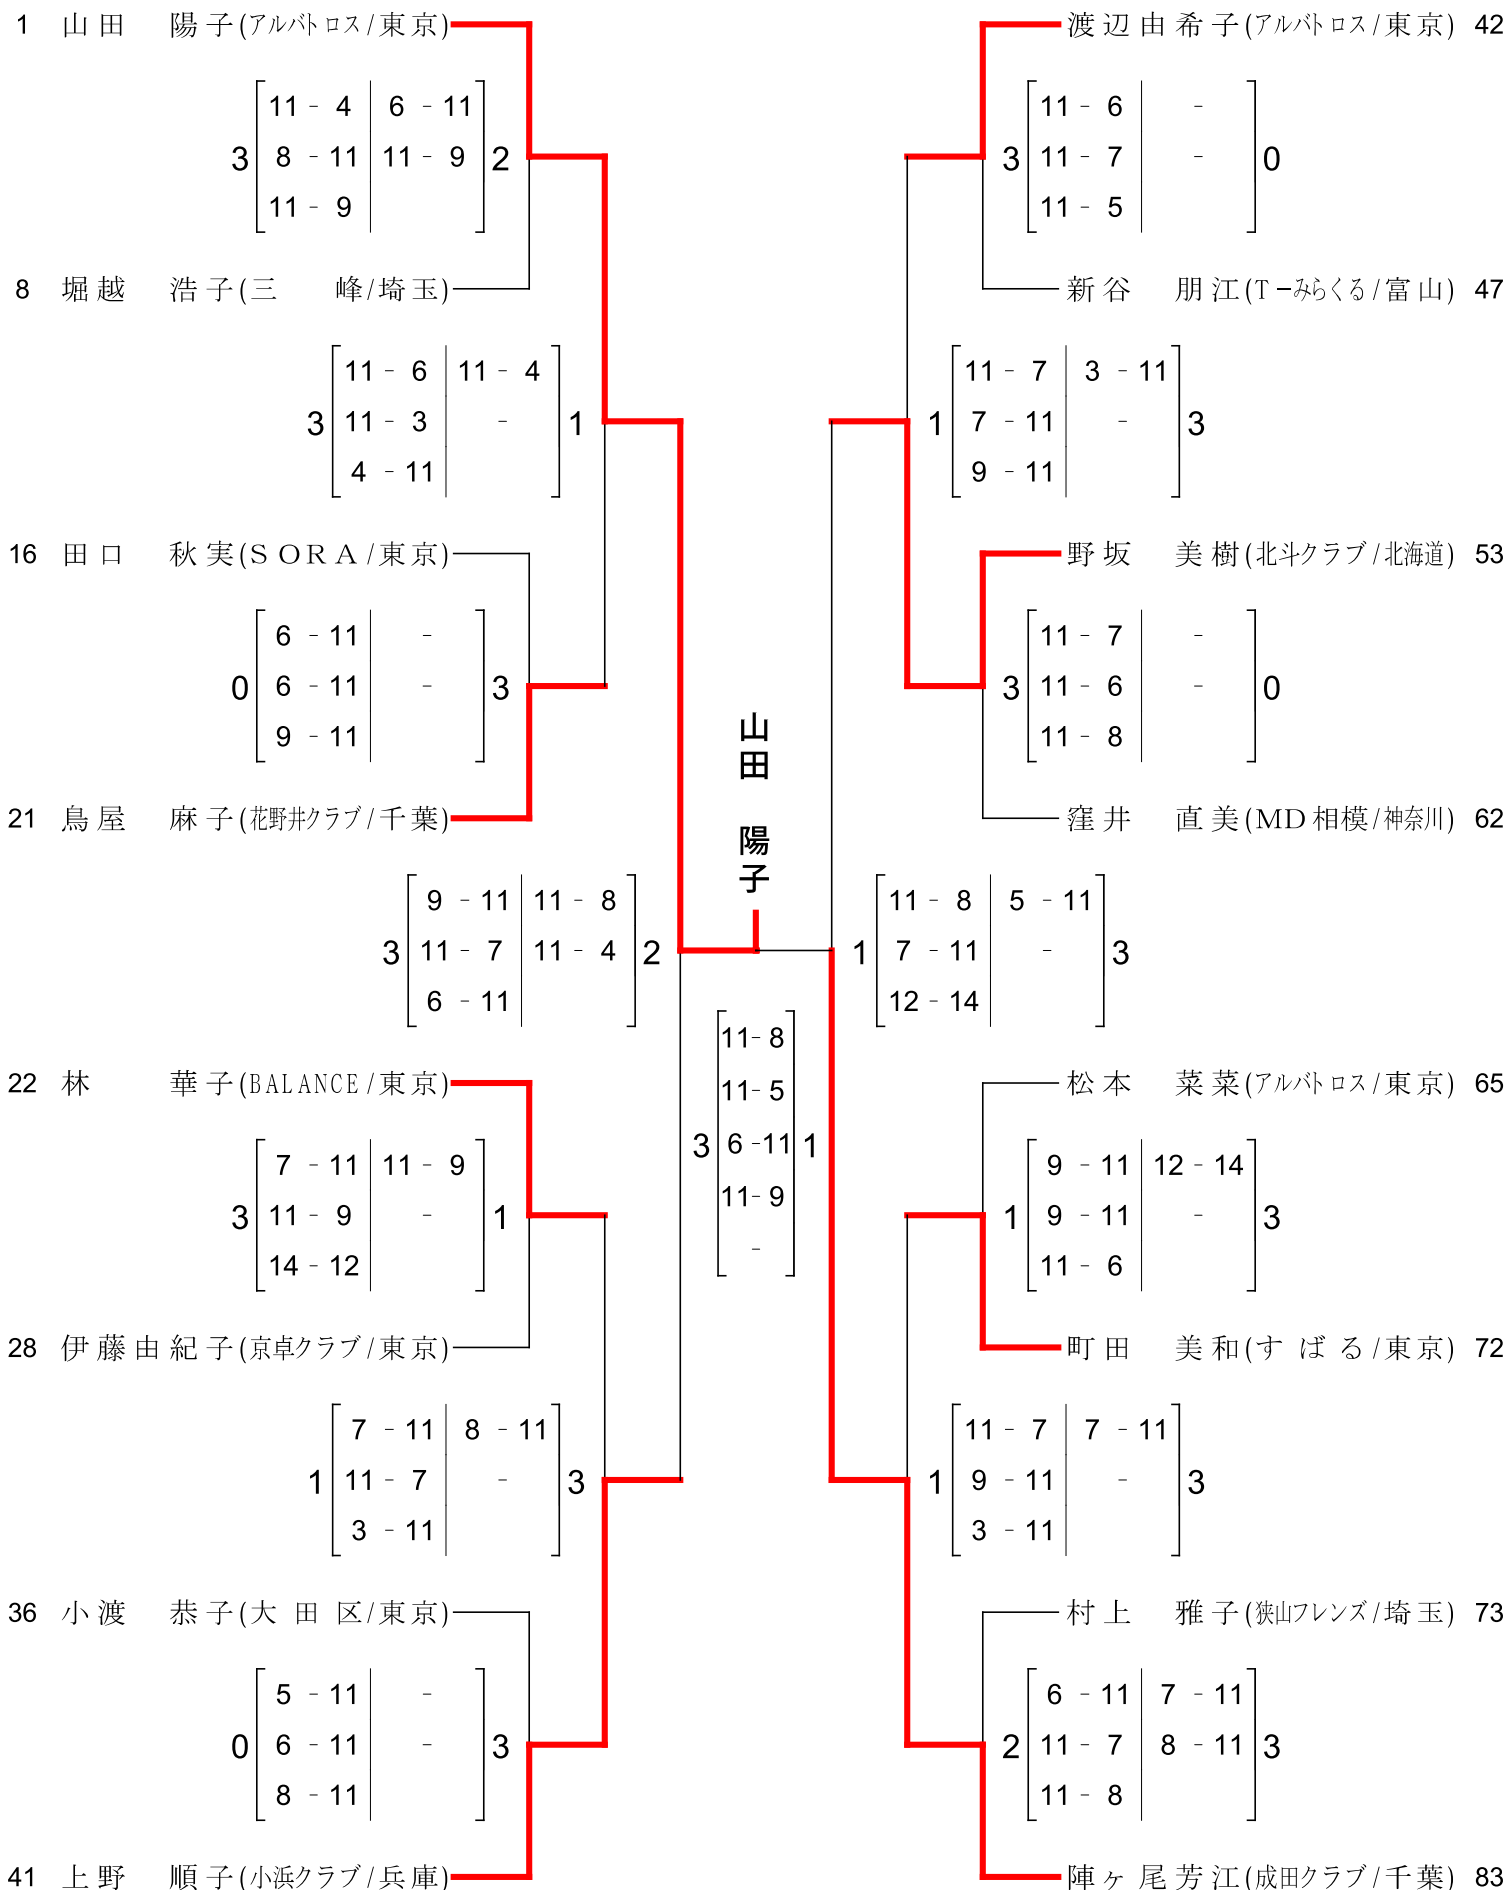 1 山田 陽子(アルバトロス/東京)
11 - 4 6 - 11
3 8 - 11 11 - 9 2
11 - 9
8 堀越 浩子(三 峰/埼玉)
11 - 6 11 - 4
3 11 - 3 - 1
4 - 11
16 田口 秋実(SORA/東京)
6 - 11 -
0 6 - 11 - 3
9 - 11
21 鳥屋 麻子(花野井クラブ/千葉)
9 - 11 11 - 8
3 11 - 7 11 - 4 2
6 - 11
22 林 華子(BALANCE/東京)
7 - 11 11 - 9
3 11 - 9 - 1
14 - 12
28 伊藤由紀子(京卓クラブ/東京)
7 - 11 8 - 11
1 11 - 7 - 3
3 - 11
36 小渡 恭子(大田区/東京)
5 - 11 -
0 6 - 11 - 3
8 - 11
41 上野 順子(小浜クラブ/兵庫)
山田 陽子
11 - 8
11 - 5
3 6 - 11 1
11 - 9
-
渡辺由希子(アルバトロス/東京) 42
11 - 6 -
3 11 - 7 - 0
11 - 5
新谷 朋江(T-みらくる/富山) 47
11 - 7 3 - 11
1 7 - 11 - 3
9 - 11
野坂 美樹(北斗クラブ/北海道) 53
11 - 7 -
3 11 - 6 - 0
11 - 8
窪井 直美(MD相模/神奈川) 62
11 - 8 5 - 11
1 7 - 11 - 3
12 - 14
松本 菜菜(アルバトロス/東京) 65
9 - 11 12 - 14
1 9 - 11 - 3
11 - 6
町田 美和(すばる/東京) 72
11 - 7 7 - 11
1 9 - 11 - 3
3 - 11
村上 雅子(狭山フレンズ/埼玉) 73
6 - 11 7 - 11
2 11 - 7 8 - 11 3
11 - 8
陣ヶ尾芳江(成田クラブ/千葉) 83